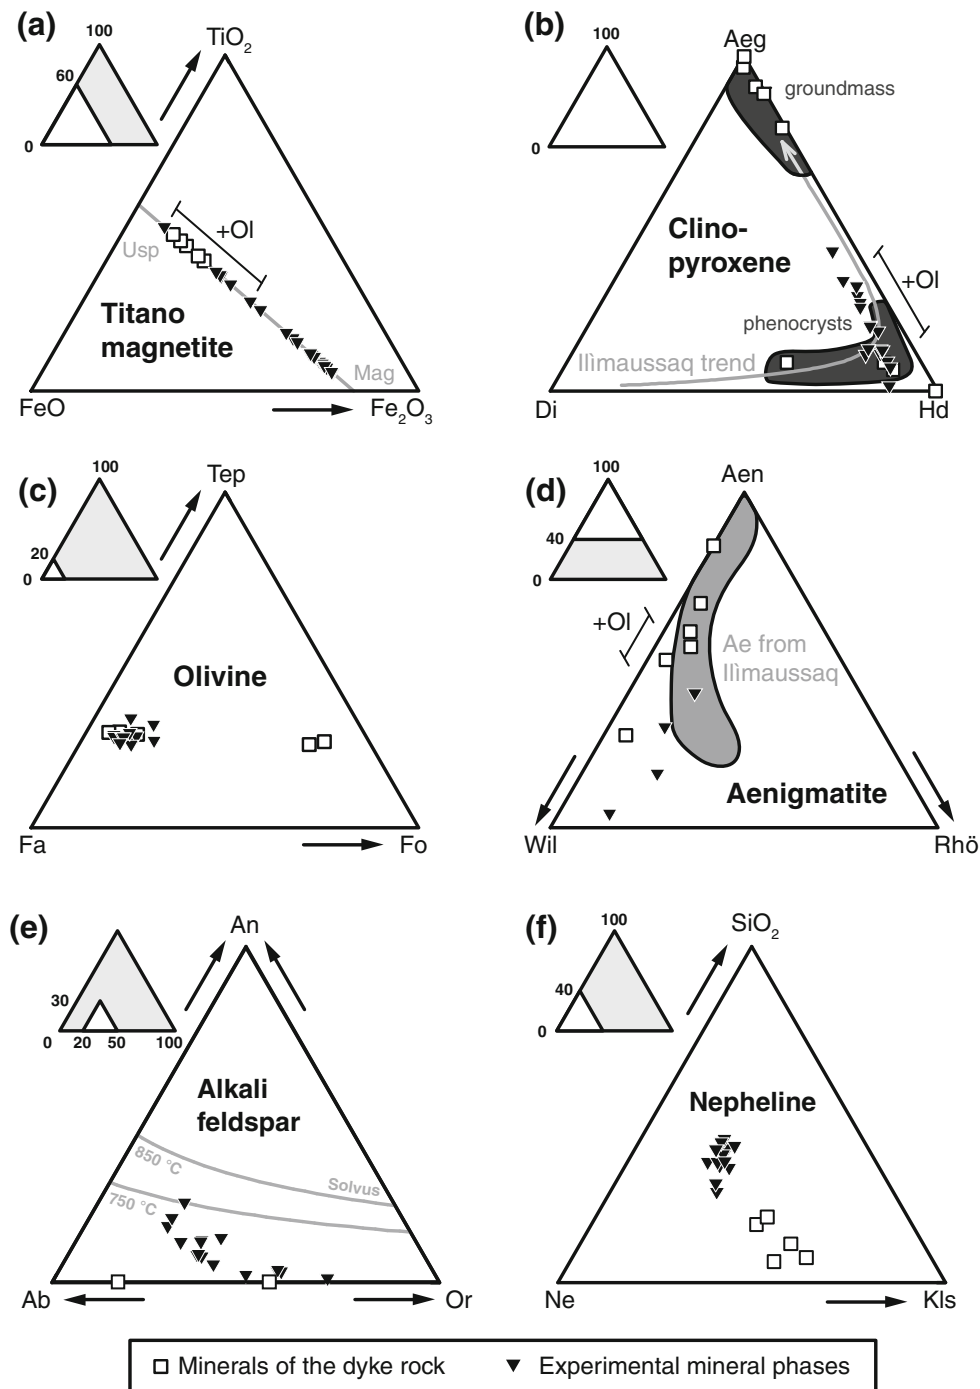 (a)
100
60
0
TiO2
Usp
+Ol
Titano
magnetite
Mag
FeO
Fe2O3
(b)
100
0
Aeg
groundmass
Clino-
pyroxene
+Ol
phenocrysts
Ilìmaussaq trend
Di
Hd
(c)
100
20
0
Tep
Olivine
Fa
Fo
(d)
100
40
0
Aen
+Ol
Ae from
Ilìmaussaq
Aenigmatite
Wil
Rhö
(e)
30
0 20 50 100
An
Alkali
feldspar
850 °C
Solvus
750 °C
Ab
Or
(f)
100
40
0
SiO2
Nepheline
Ne
Kls
Minerals of the dyke rock
Experimental mineral phases